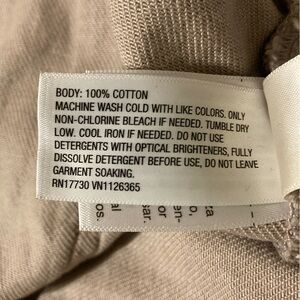 BODY: 100% COTTON
MACHINE WASH COLD WITH LIKE COLORS. ONLY
NON-CHLORINE BLEACH IF NEEDED. TUMBLE DRY
LOW. COOL IRON IF NEEDED. DO NOT USE
DETERGENTS WITH OPTICAL BRIGHTENERS, FULLY
DISSOLVE DETERGENT BEFORE USE, DO NOT LEAVE
GARMENT SOAKING.
RN17730 VN1126365